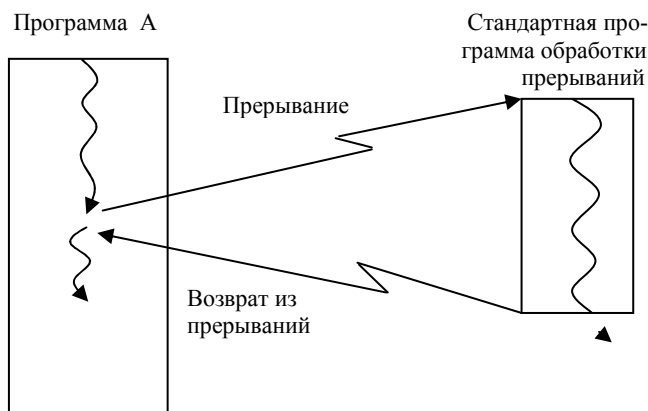 Программа А
Стандартная про-
грамма обработки
прерываний
Прерывание
Возврат из
прерываний